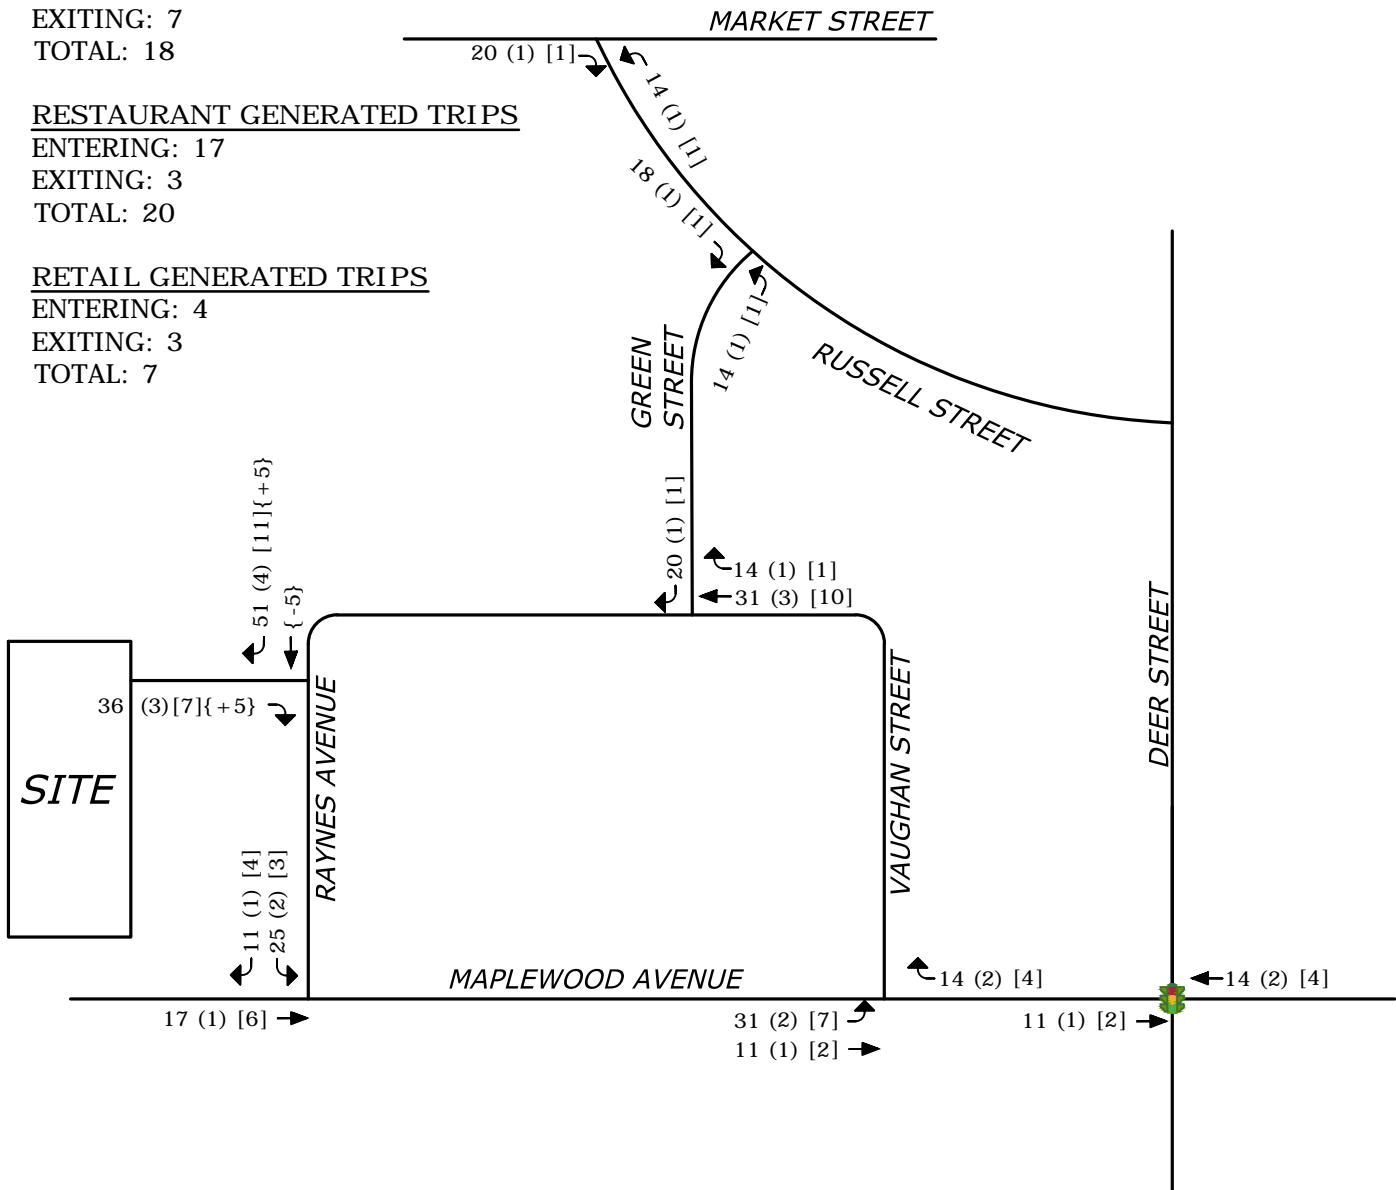 EXITING: 7
TOTAL: 18
RESTAURANT GENERATED TRIPS
ENTERING: 17
EXITING: 3
TOTAL: 20
RETAIL GENERATED TRIPS
ENTERING: 4
EXITING: 3
TOTAL: 7
MARKET STREET
20 (1) [1]
14 (1) [1]
18 (1) [1]
14 (1) [1]
GREEN
STREET
RUSSELL STREET
20 (1) [1]
14 (1) [1]
31 (3) [10]
51 (4) [11]{+5}
{-5}
36 (3)[7]{+5}
SITE
RAYNES AVENUE
VAUGHAN STREET
DEER STREET
11 (1) [4]
25 (2) [3]
MAPLEWOOD AVENUE
14 (2) [4]
14 (2) [4]
17 (1) [6]
31 (2) [7]
11 (1) [2]
11 (1) [2]